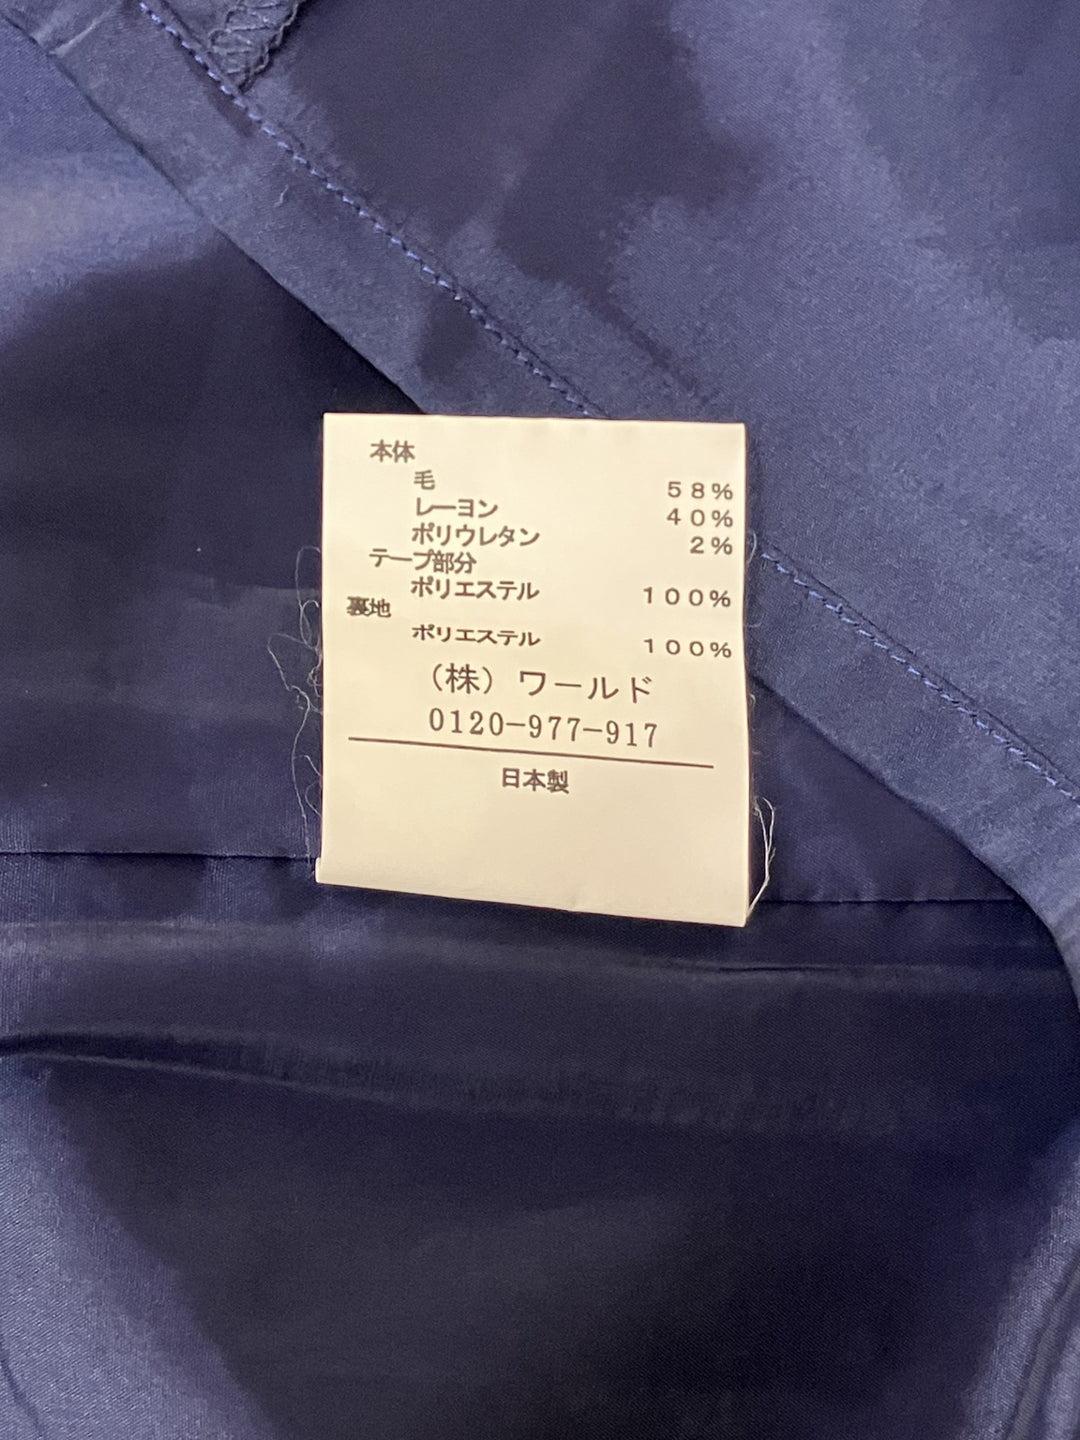 本体
毛 58%
レーヨン 40%
ポリウレタン 2%
テープ部分
ポリエステル 100%
裏地
ポリエステル 100%
(株)ワールド
0120-977-917
日本製